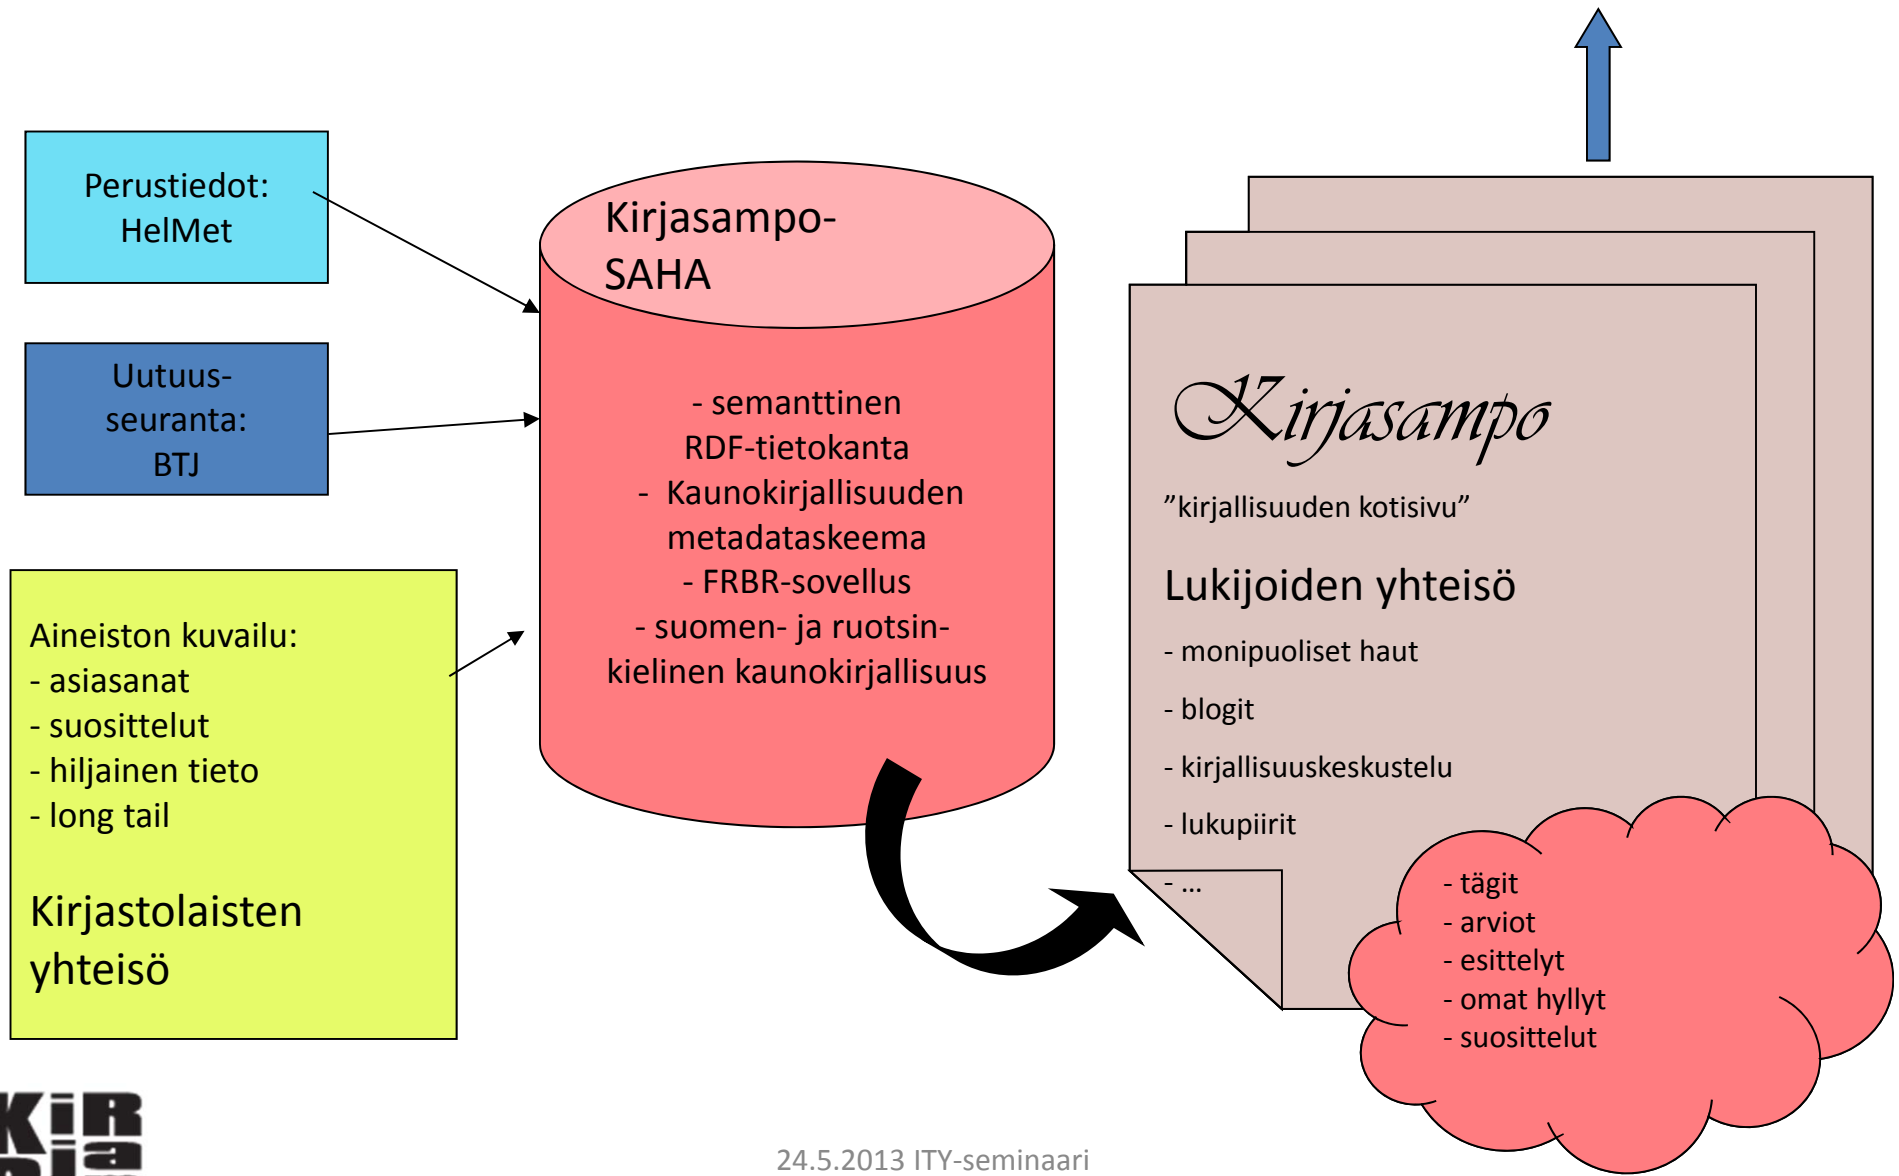 Perustiedot:
HelMet
Uutuus-
seuranta:
BTJ
Aineiston kuvailu:
- asiasanat
- suosittelut
- hiljainen tieto
- long tail
Kirjastolaisten
yhteisö
Kirjasampo-
SAHA
- semanttinen
RDF-tietokanta
- Kaunokirjallisuuden
metadataskeema
- FRBR-sovellus
- suomen- ja ruotsin-
kielinen kaunokirjallisuus
Kirjasampo
”kirjallisuuden kotisivu”
Lukijoiden yhteisö
- monipuoliset haut
- blogit
- kirjallisuuskeskustelu
- lukupiirit
- ...
- tägit
- arviot
- esittelyt
- omat hyllyt
- suosittelut
KiR
24.5.2013 ITY-seminaari